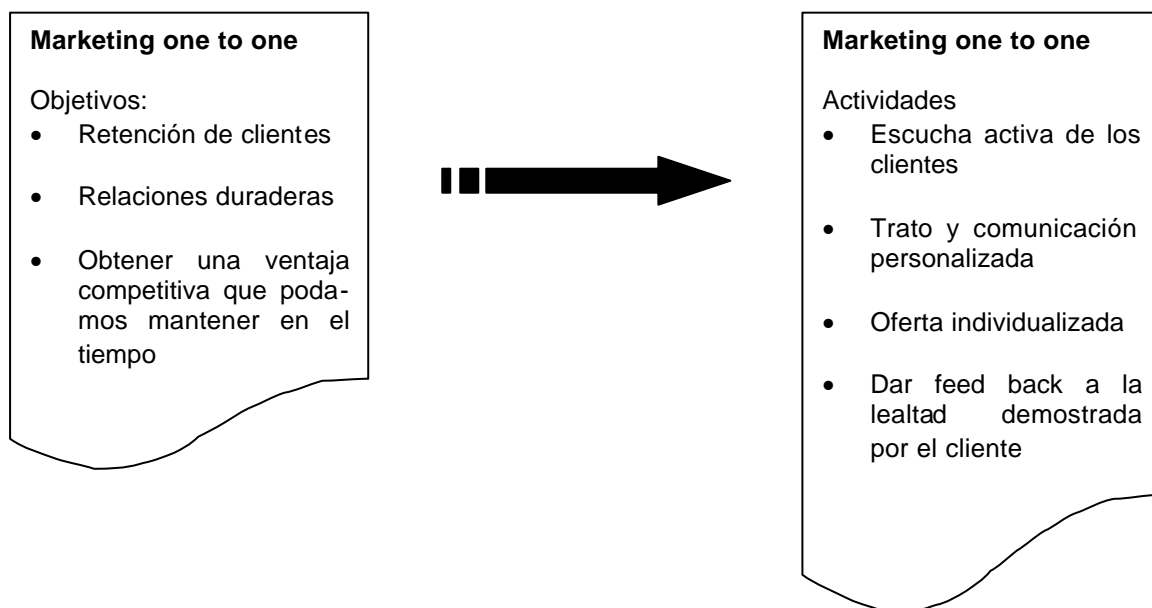 Marketing one to one
Objetivos:
• Retención de clientes
• Relaciones duraderas
• Obtener una ventaja
competitiva que poda-
mos mantener en el
tiempo
Marketing one to one
Actividades
• Escucha activa de los
clientes
• Trato y comunicación
personalizada
• Oferta individualizada
• Dar feed back a la
lealtad demostrada
por el cliente